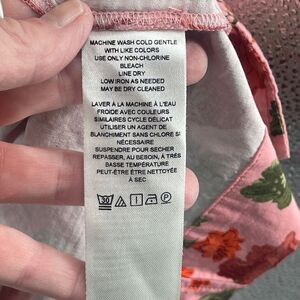 MACHINE WASH COLD GENTLE
WITH LIKE COLORS
USE ONLY NON-CHLORINE
BLEACH
LINE DRY
LOW IRON AS NEEDED
MAY BE DRY CLEANED
LAVER À LA MACHINE À L'EAU
FROIDE AVEC COULEURS
SIMILAIRES CYCLE DÉLICAT
UTILISER UN AGENT DE
BLANCHIMENT SANS CHLORE SI
NÉCESSAIRE
SUSPENDRE POUR SECHER
REPASSER, AU BESOIN, À TRÈS
BASSE TEMPÉRATURE
PEUT-ÊTRE ÊTRE NETTOYÉE
À SEC